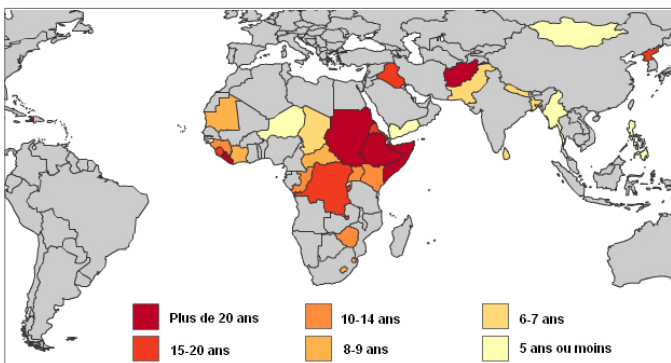 Plus de 20 ans
10-14 ans
6-7 ans
15-20 ans
8-9 ans
5 ans ou moins